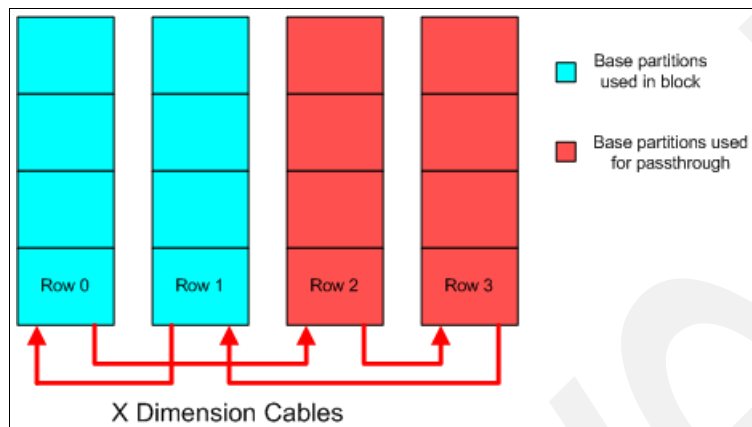 Base partitions
used in block
Base partitions used
for passthrough
Row 0
Row 1
Row 2
Row 3
X Dimension Cables